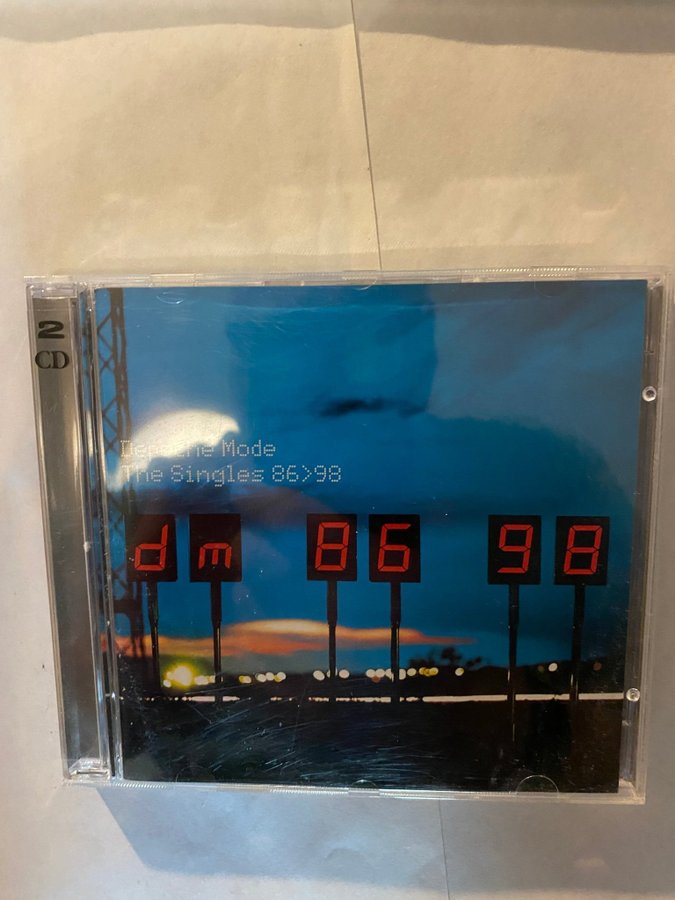 2
CD
Depeche Mode
The Singles 86>98
dm 86 98